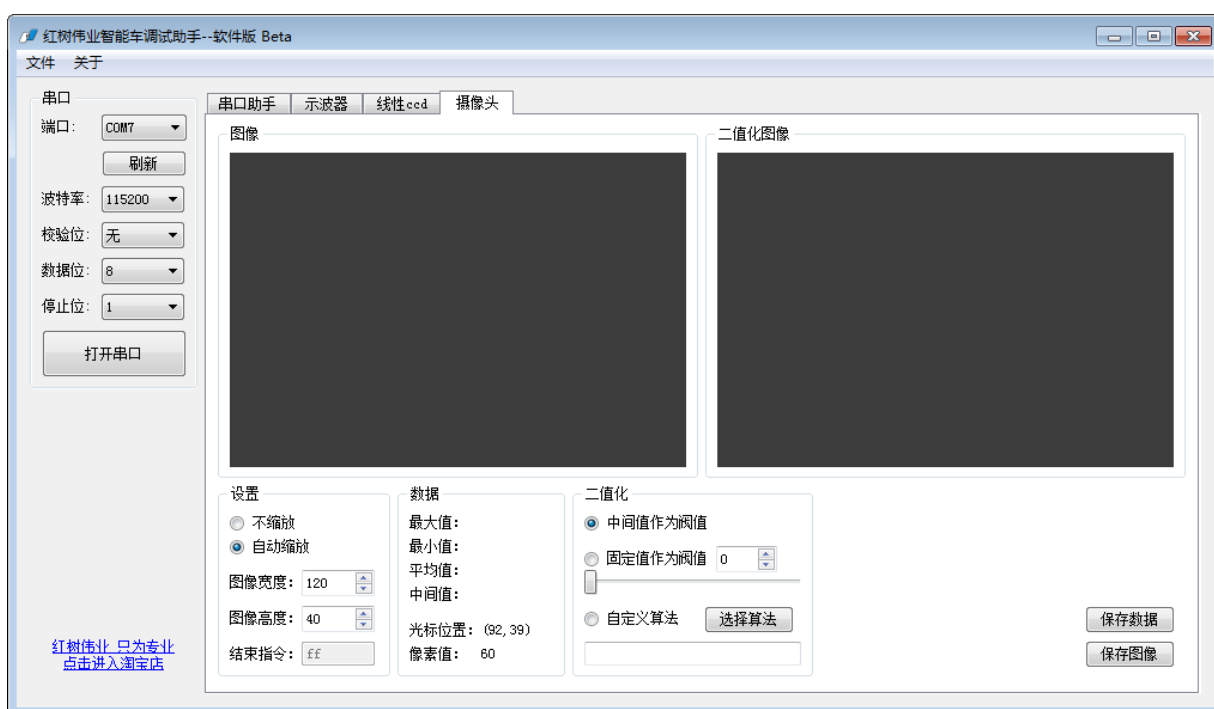 红树伟业智能车调试助手--软件版 Beta
文件 关于
串口
端口: COM7
刷新
波特率: 115200
校验位: 无
数据位: 8
停止位: 1
打开串口
红树伟业 只为专业
点击进入淘宝店
串口助手 示波器 线性ccd 摄像头
图像
二值化图像
设置
不缩放
自动缩放
图像宽度: 120
图像高度: 40
结束指令: ff
数据
最大值:
最小值:
平均值:
中间值:
光标位置: (92,39)
像素值: 60
二值化
中间值作为阀值
固定值作为阀值 0
自定义算法 选择算法
保存数据
保存图像